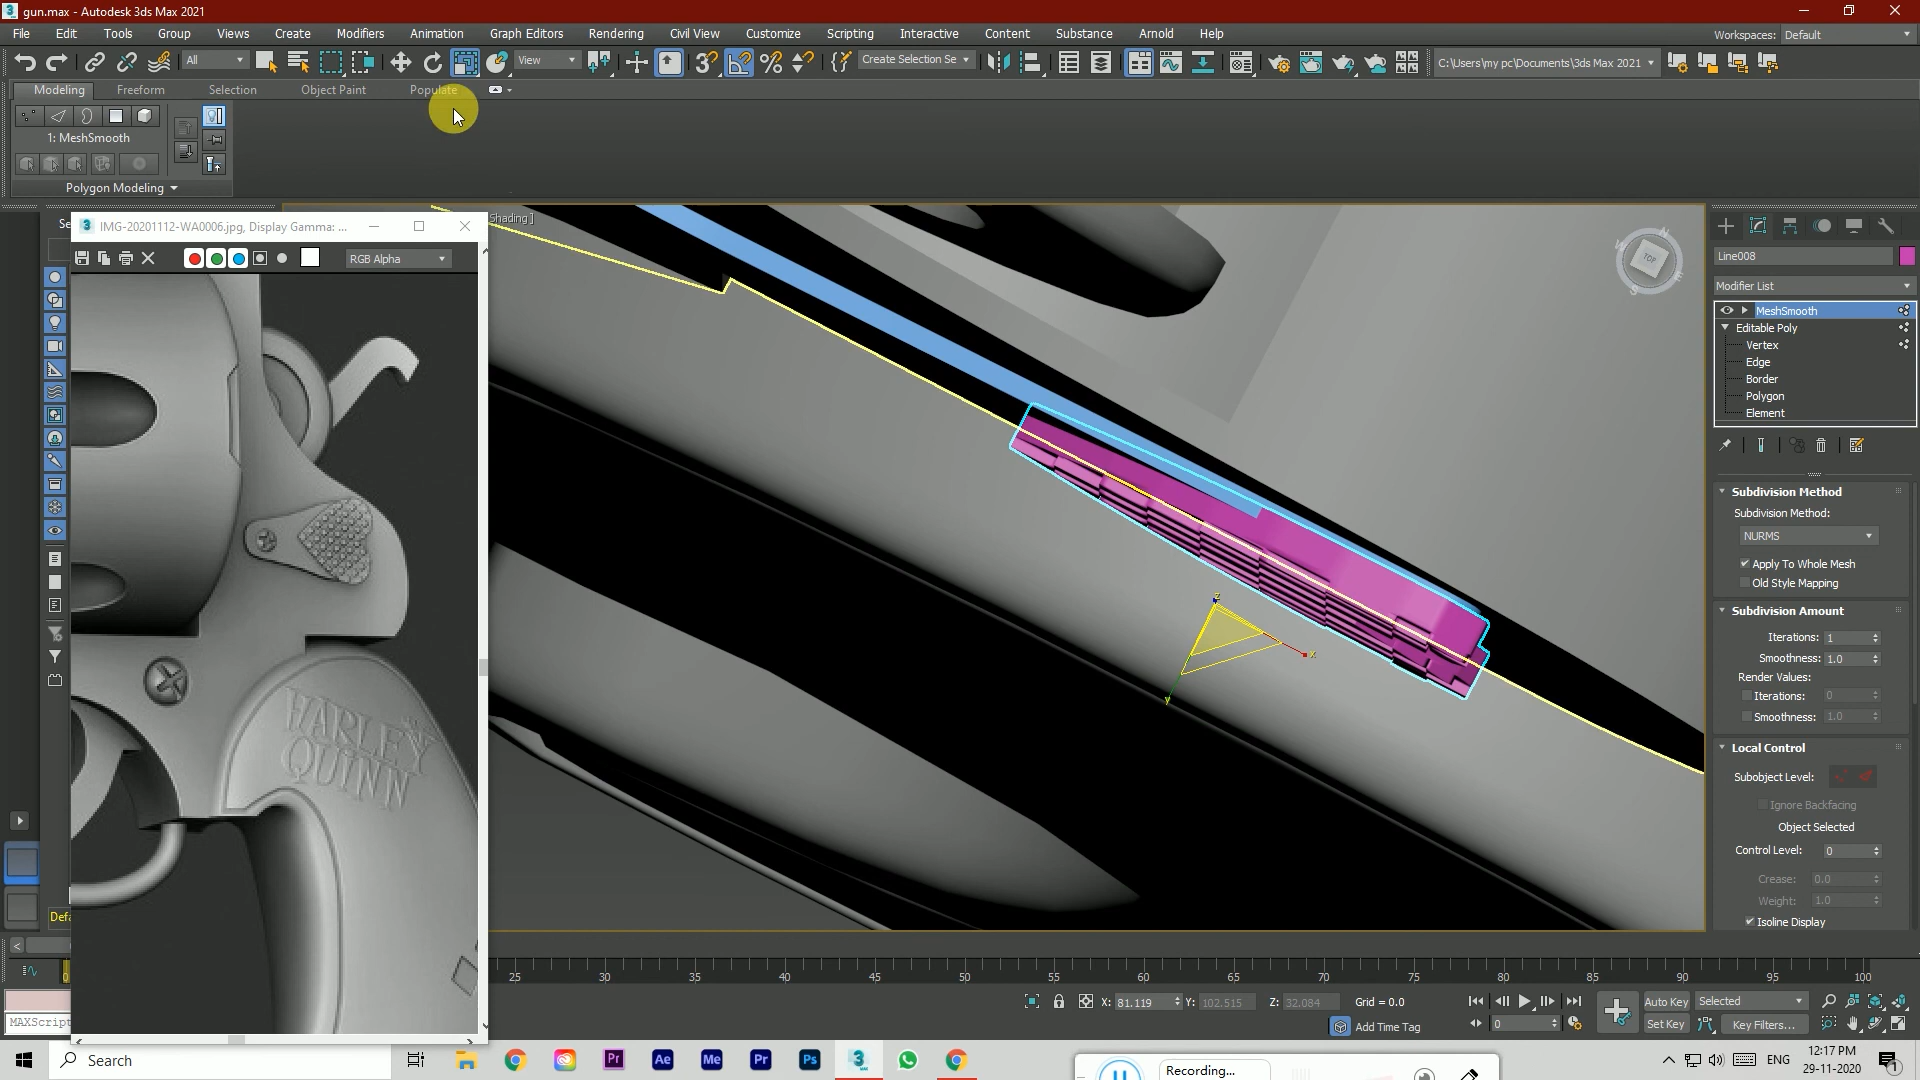 gun.max - Autodesk 3ds Max 2021
File Edit Tools Group Views Create Modifiers Animation Graph Editors Rendering Civil View Customize Scripting Interactive Content Substance Arnold Help
Workspaces: Default
All View Create Selection Se C:\Users\my pc\Documents\3ds Max 2021
Modeling Freeform Selection Object Paint Populate
1: MeshSmooth
Polygon Modeling
Se
IMG-20201112-WA0006.jpg, Display Gamma: ...
RGB Alpha
Shading ]
HARLEY
QUINN
Defa
TOP
N
E
S
W
x
y
z
Line008
Modifier List
MeshSmooth
Editable Poly
Vertex
Edge
Border
Polygon
Element
Subdivision Method
Subdivision Method:
NURMS
Apply To Whole Mesh
Old Style Mapping
Subdivision Amount
Iterations: 1
Smoothness: 1.0
Render Values:
Iterations: 0
Smoothness: 1.0
Local Control
Subobject Level:
Ignore Backfacing
Object Selected
Control Level: 0
Crease: 0.0
Weight: 1.0
Isoline Display
0 25 30 35 40 45 50 55 60 65 70 75 80 85 90 95 100
X: 81.119 Y: 102.515 Z: 32.084 Grid = 0.0
Add Time Tag
0
Auto Key Selected
Set Key Key Filters...
MAXScript
Search
Recording...
ENG
12:17 PM
29-11-2020
1